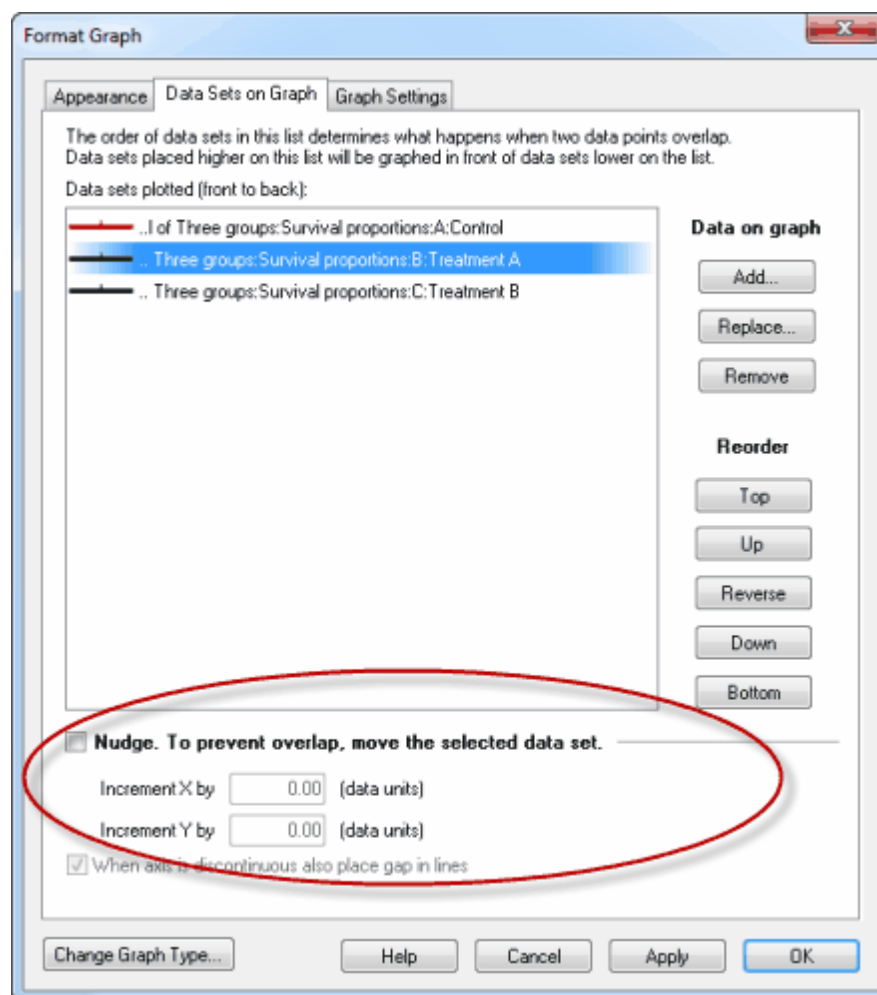 Format Graph
Appearance Data Sets on Graph Graph Settings
The order of data sets in this list determines what happens when two data points overlap.
Data sets placed higher on this list will be graphed in front of data sets lower on the list.
Data sets plotted (front to back):
..l of Three groups:Survival proportions:A:Control
.. Three groups:Survival proportions:B:Treatment A
.. Three groups:Survival proportions:C:Treatment B
Data on graph
Add...
Replace...
Remove
Reorder
Top
Up
Reverse
Down
Bottom
Nudge. To prevent overlap, move the selected data set.
Increment X by 0.00 (data units)
Increment Y by 0.00 (data units)
When axis is discontinuous also place gap in lines
Change Graph Type... Help Cancel Apply OK